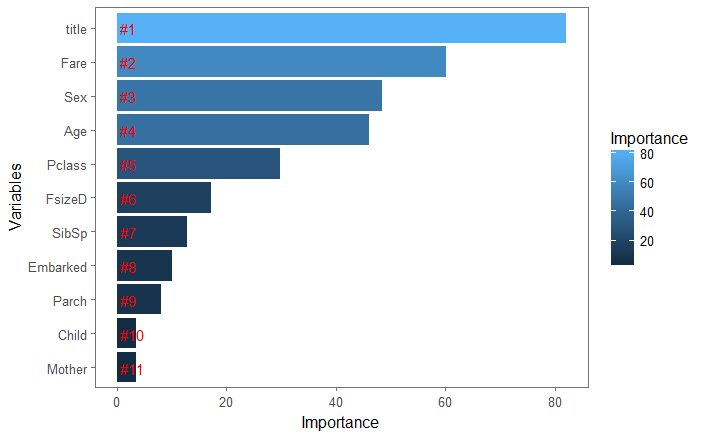 title #1
Fare #2
Sex #3
Age #4
Pclass #5
FsizeD #6
SibSp #7
Embarked #8
Parch #9
Child #10
Mother #11
Variables
0 20 40 60 80
Importance
Importance
80
60
40
20